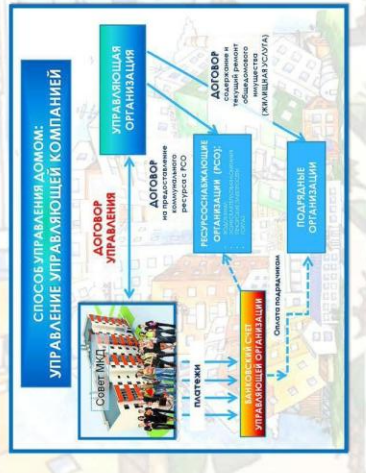 СПОСОБ УПРАВЛЕНИЯ ДОМОМ:
УПРАВЛЕНИЕ УПРАВЛЯЮЩЕЙ КОМПАНИЕЙ
Совет МКД
ДОГОВОР
УПРАВЛЕНИЯ
УПРАВЛЯЮЩАЯ
ОРГАНИЗАЦИЯ
ДОГОВОР
на предоставление
коммунального
ресурса с РСО
ДОГОВОР
содержание и
текущий ремонт
общедомового
имущества
(ЖИЛИЩНАЯ УСЛУГА)
платежи
РЕСУРСОСНАБЖАЮЩИЕ
ОРГАНИЗАЦИИ (РСО):
БАНКОВСКИЙ СЧЕТ
УПРАВЛЯЮЩЕЙ ОРГАНИЗАЦИИ
Оплата подрядчикам
ПОДРЯДНЫЕ
ОРГАНИЗАЦИИ